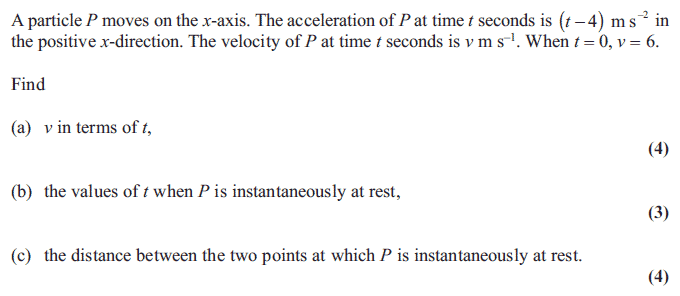 A particle P moves on the x-axis. The acceleration of P at time t seconds is (t – 4) m s⁻² in
the positive x-direction. The velocity of P at time t seconds is v m s⁻¹. When t = 0, v = 6.
Find
(a) v in terms of t,
(4)
(b) the values of t when P is instantaneously at rest,
(3)
(c) the distance between the two points at which P is instantaneously at rest.
(4)